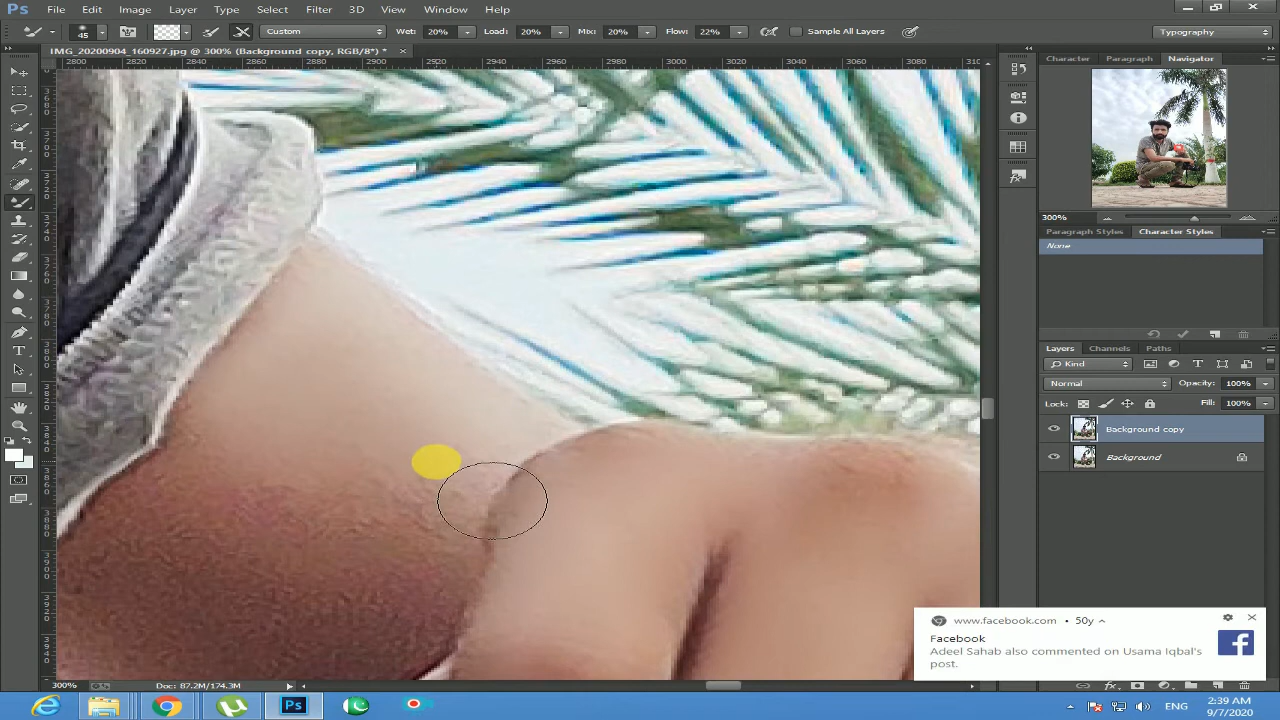 Ps File Edit Image Layer Type Select Filter 3D View Window Help
45 Custom Wet: 20% Load: 20% Mix: 20% Flow: 22% Sample All Layers Typography
IMG_20200904_160927.jpg @ 300% (Background copy, RGB/8*) * ×
2800 2820 2840 2860 2880 2900 2920 2940 2960 2980 3000 3020 3040 3060 3080 310
Character Paragraph Navigator
300%
Paragraph Styles Character Styles
None
Layers Channels Paths
Kind
Normal Opacity: 100%
Lock: Fill: 100%
Background copy
Background
www.facebook.com • 50y
Facebook
Adeel Sahab also commented on Usama Iqbal's
post.
300% Doc: 87.2M/174.3M
Ps ENG 2:39 AM
9/7/2020